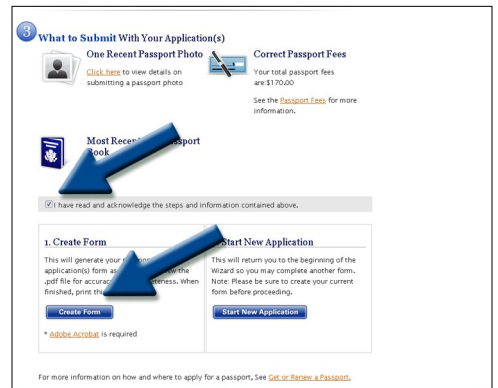 3
What to Submit With Your Application(s)
One Recent Passport Photo
Click here to view details on
submitting a passport photo
Correct Passport Fees
Your total passport fees
are:$170.00
See the Passport Fees for more
information.
Most Recent
Book
☑ I have read and acknowledge the steps and information contained above.
1. Create Form
This will generate your
application(s) form as
.pdf file for
When
finished, print
Create Form
* Adobe Acrobat is required
Start New Application
This will return you to the beginning of the
Wizard so you may complete another form.
Note: Please be sure to create your current
form before proceeding.
Start New Application
For more information on how and where to apply for a passport, See Get or Renew a Passport.